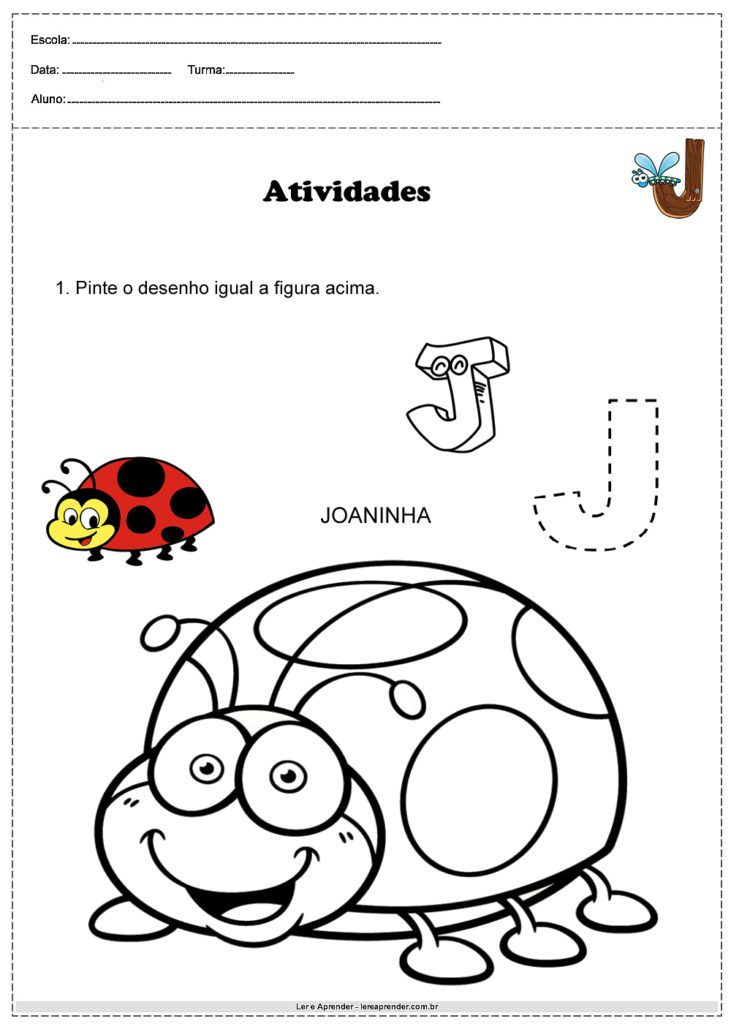 Escola:
Data: Turma:
Aluno:
J
Atividades
1. Pinte o desenho igual a figura acima.
J
J
JOANINHA
Ler e Aprender - lereaprender.com.br